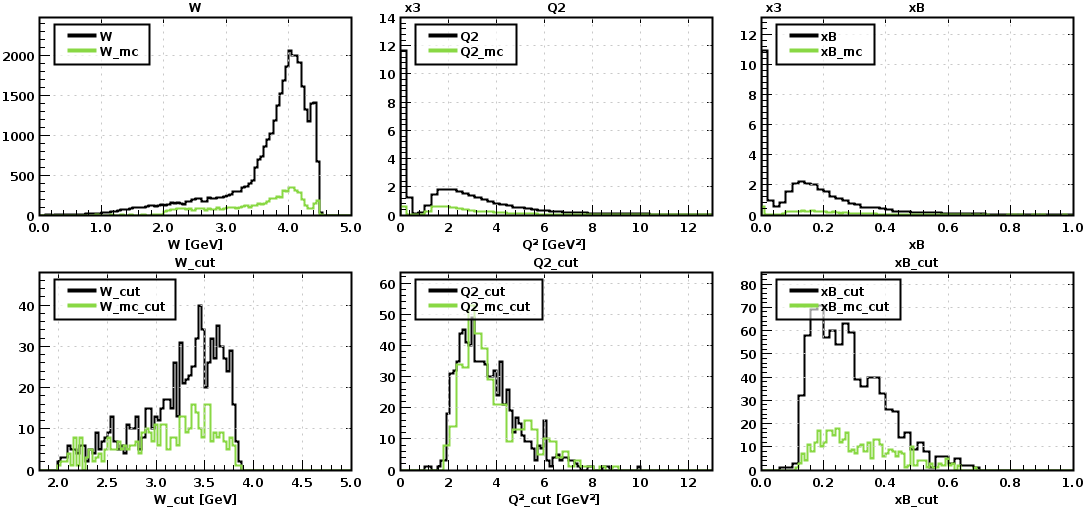 W
W
W_mc
2000
1500
1000
500
0
0.0 1.0 2.0 3.0 4.0 5.0
W [GeV]
x3 Q2
Q2
Q2_mc
14
12
10
8
6
4
2
0
0 2 4 6 8 10 12
Q² [GeV²]
x3 xB
xB
xB_mc
12
10
8
6
4
2
0
0.0 0.2 0.4 0.6 0.8 1.0
xB
W_cut
W_cut
W_mc_cut
40
30
20
10
0
2.0 2.5 3.0 3.5 4.0 4.5 5.0
W_cut [GeV]
Q2_cut
Q2_cut
Q2_mc_cut
60
50
40
30
20
10
0
0 2 4 6 8 10 12
Q²_cut [GeV²]
xB_cut
xB_cut
xB_mc_cut
80
70
60
50
40
30
20
10
0
0.0 0.2 0.4 0.6 0.8 1.0
xB_cut